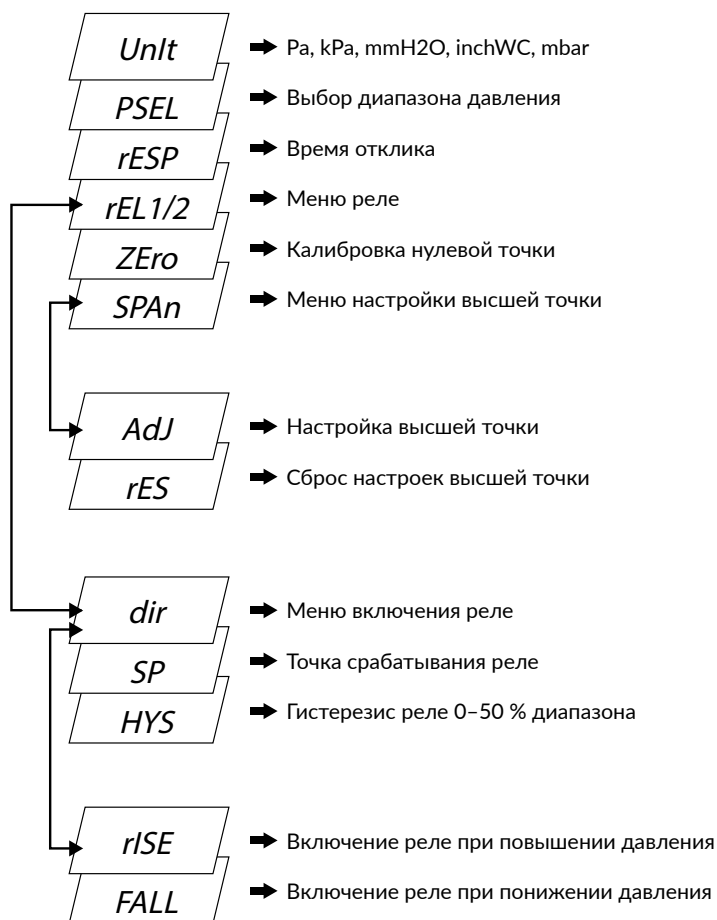 UnIt Pa, kPa, mmH2O, inchWC, mbar
PSEL Выбор диапазона давления
rESP Время отклика
rEL1/2 Меню реле
ZEro Калибровка нулевой точки
SPAn Меню настройки высшей точки
AdJ Настройка высшей точки
rES Сброс настроек высшей точки
dir Меню включения реле
SP Точка срабатывания реле
HYS Гистерезис реле 0–50 % диапазона
rISE Включение реле при повышении давления
FALL Включение реле при понижении давления